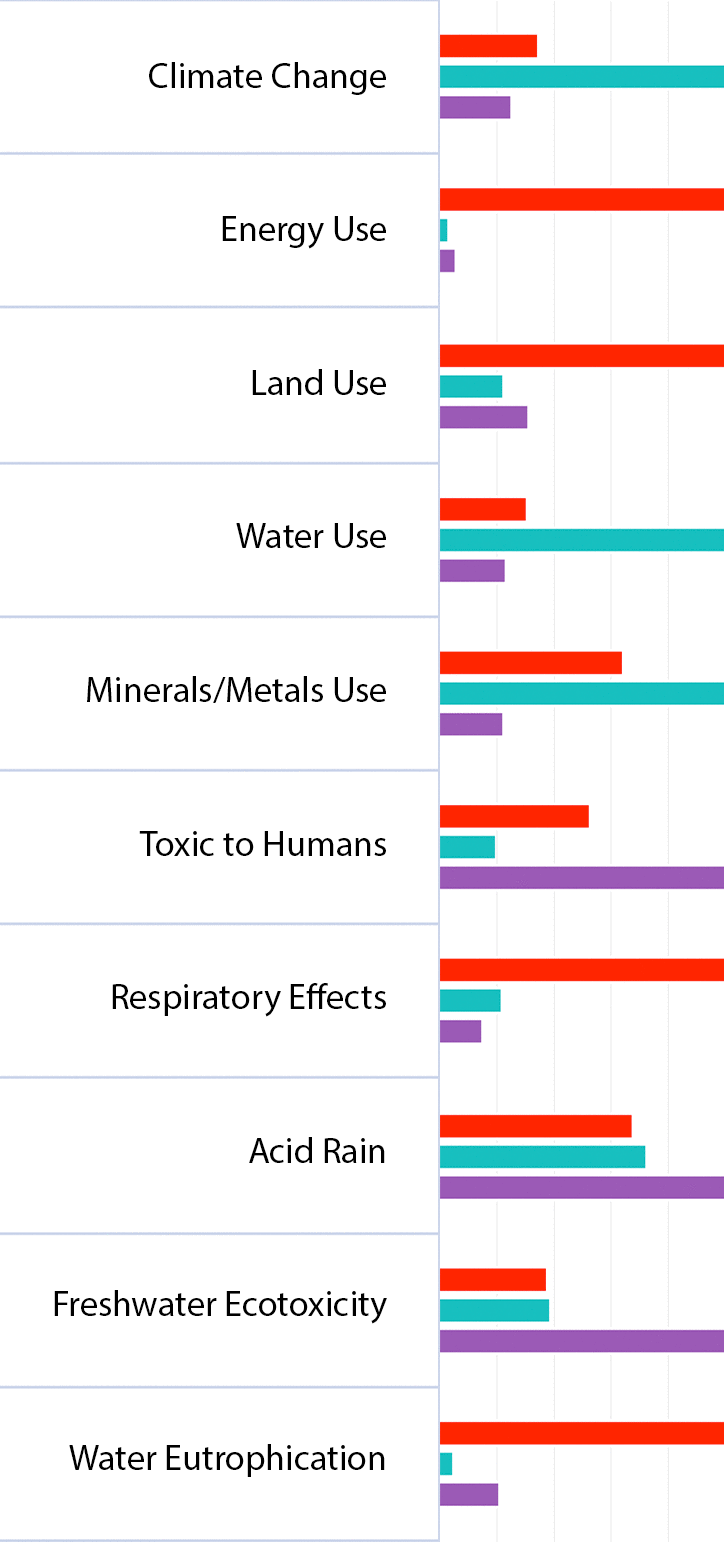 Climate Change
Energy Use
Land Use
Water Use
Minerals/Metals Use
Toxic to Humans
Respiratory Effects
Acid Rain
Freshwater Ecotoxicity
Water Eutrophication